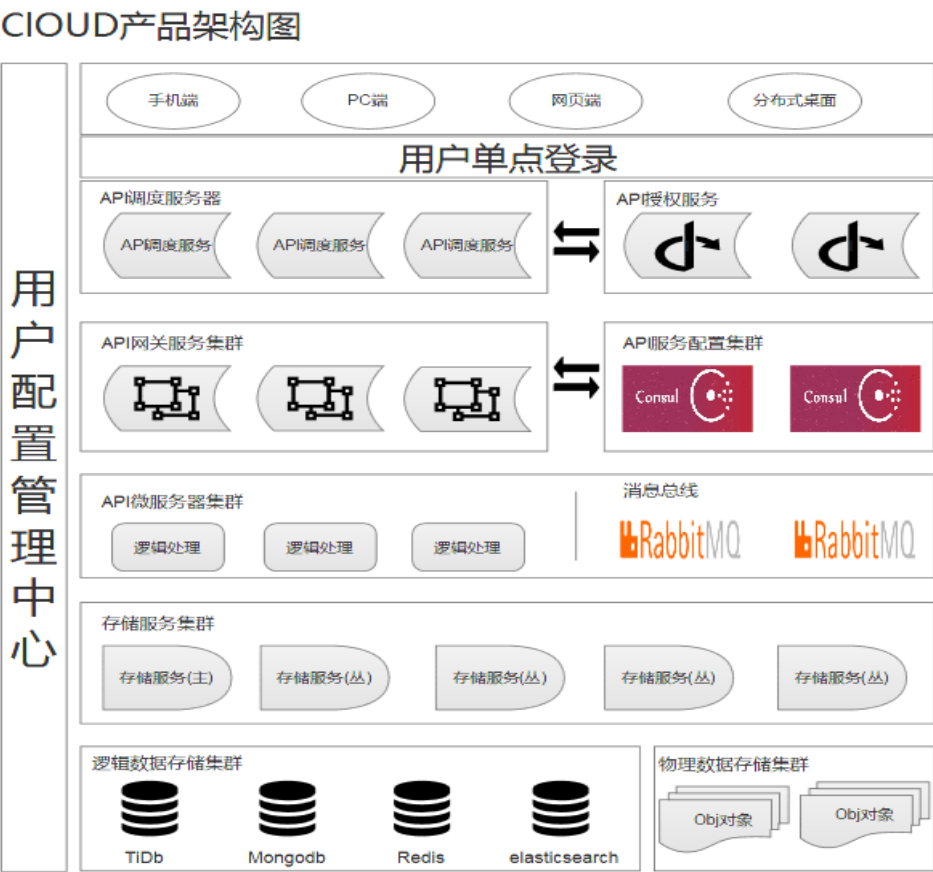 CIOUD产品架构图
用户配置管理中心
手机端
PC端
网页端
分布式桌面
用户单点登录
API调度服务器
API调度服务
API调度服务
API调度服务
API授权服务
API网关服务集群
API服务配置集群
Consul
Consul
API微服务器集群
逻辑处理
逻辑处理
逻辑处理
消息总线
RabbitMQ
RabbitMQ
存储服务集群
存储服务(主)
存储服务(丛)
存储服务(丛)
存储服务(丛)
存储服务(丛)
逻辑数据存储集群
TiDb
Mongodb
Redis
elasticsearch
物理数据存储集群
Obj对象
Obj对象